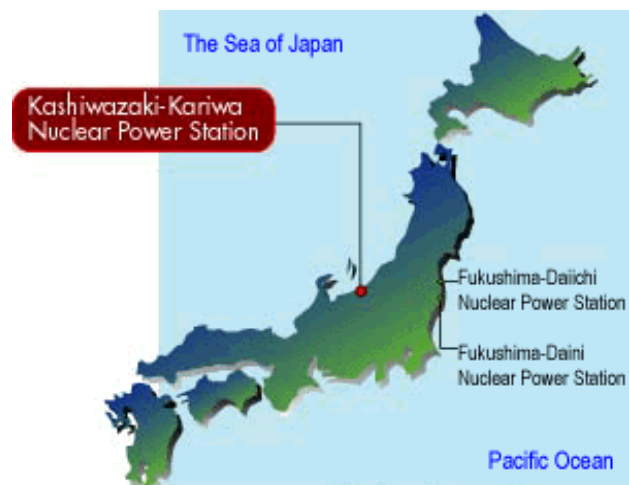 The Sea of Japan
Kashiwazaki-Kariwa
Nuclear Power Station
Fukushima-Daiichi
Nuclear Power Station
Fukushima-Daini
Nuclear Power Station
Pacific Ocean